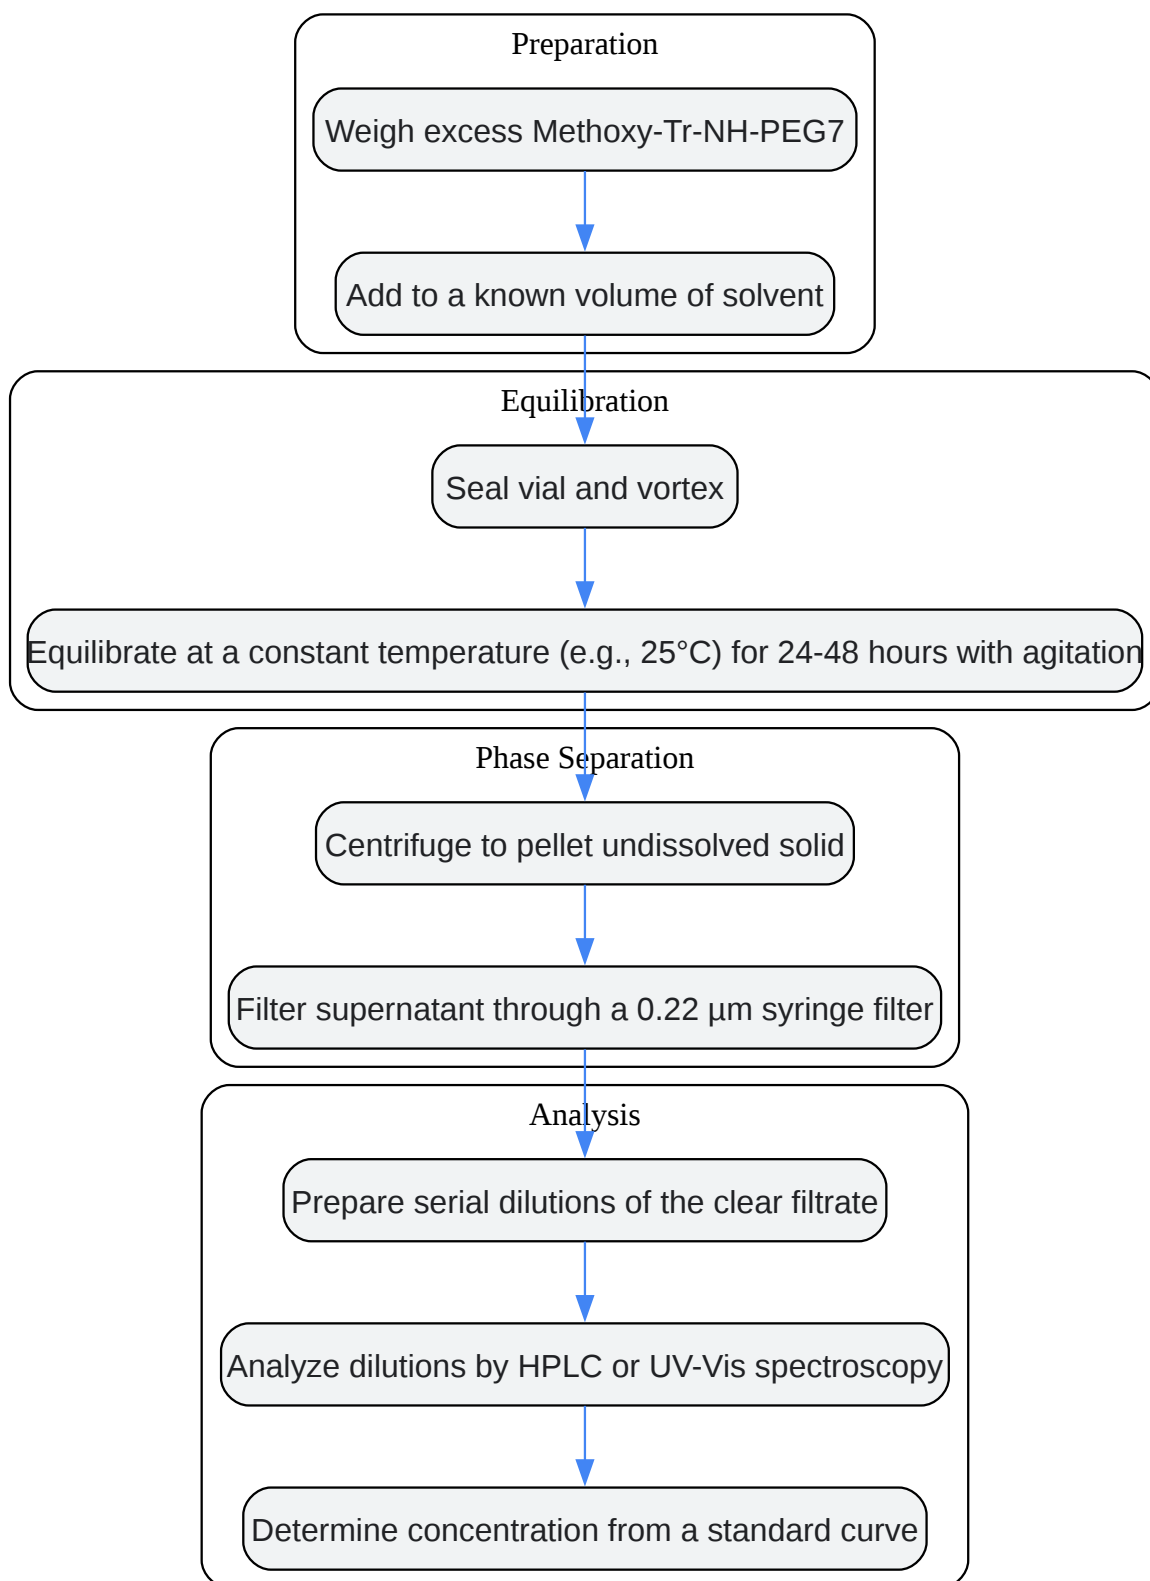 Preparation
Weigh excess Methoxy-Tr-NH-PEG7
Add to a known volume of solvent
Equilibration
Seal vial and vortex
Equilibrate at a constant temperature (e.g., 25°C) for 24-48 hours with agitation
Phase Separation
Centrifuge to pellet undissolved solid
Filter supernatant through a 0.22 µm syringe filter
Analysis
Prepare serial dilutions of the clear filtrate
Analyze dilutions by HPLC or UV-Vis spectroscopy
Determine concentration from a standard curve